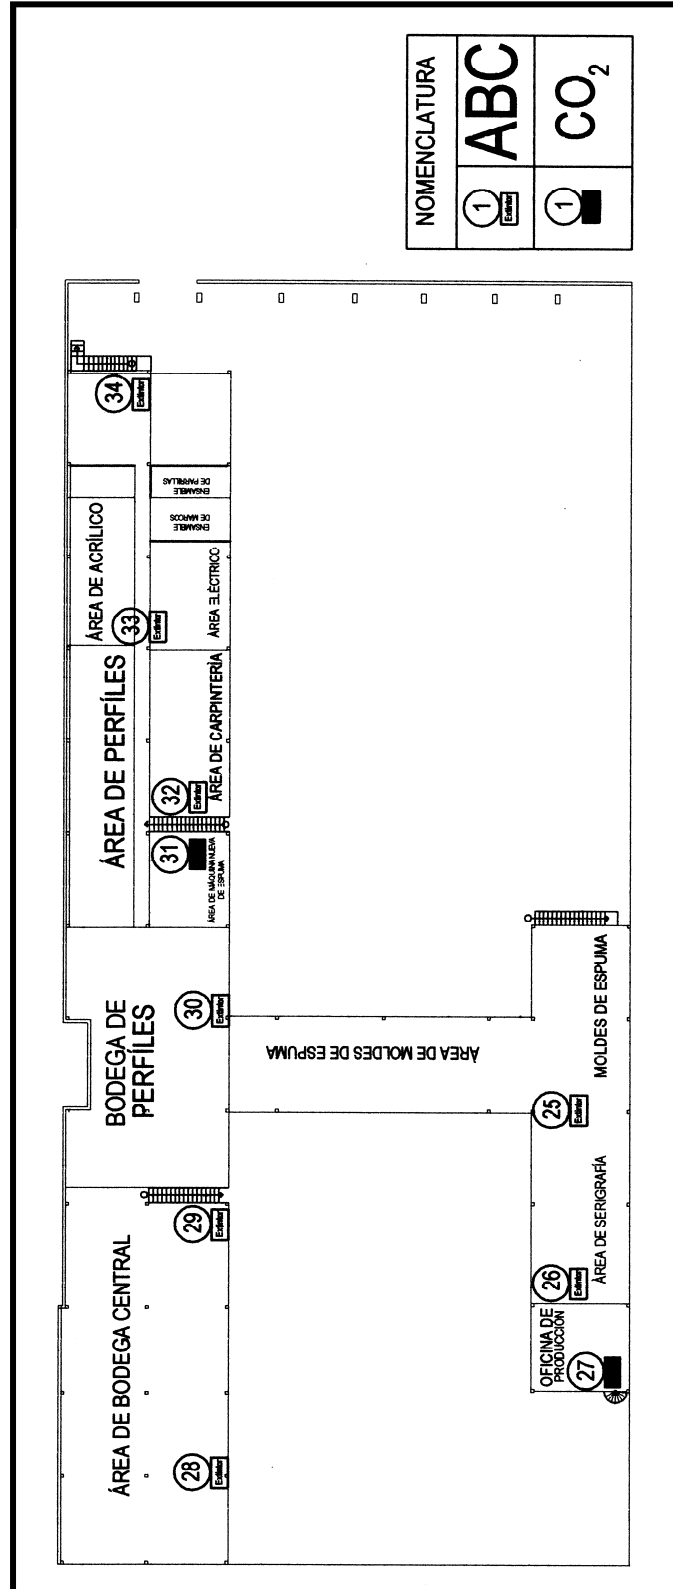 NOMENCLATURA
1
Extintor
ABC
1
CO2
34
Extintor
ENSAMBLE
DE PARRILLAS
ENSAMBLE
DE MARCOS
ÁREA DE ACRÍLICO
33
Extintor
ÁREA ELÉCTRICO
ÁREA DE PERFÍLES
ÁREA DE CARPINTERÍA
32
Extintor
31
ÁREA DE MÁQUINA NUEVA
DE ESPUMA
BODEGA DE
PERFÍLES
30
Extintor
ÁREA DE MOLDES DE ESPUMA
MOLDES DE ESPUMA
25
Extintor
ÁREA DE SERIGRAFÍA
26
Extintor
OFICINA DE
PRODUCCIÓN
27
29
Extintor
ÁREA DE BODEGA CENTRAL
28
Extintor